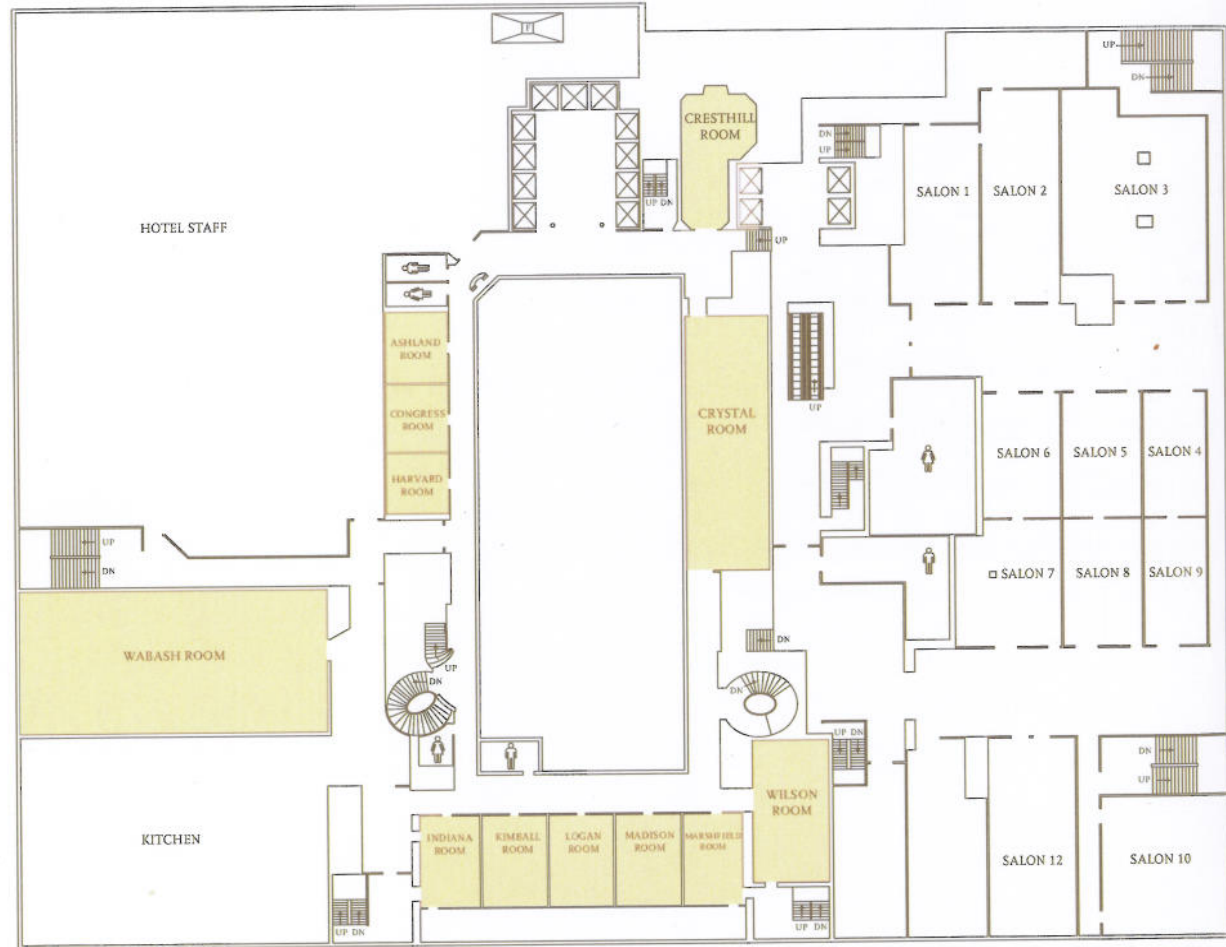 UP
DN
F
CRESTHILL
ROOM
DN
UP
SALON 1
SALON 2
SALON 3
UP DN
HOTEL STAFF
UP
ASHLAND
ROOM
CONGRESS
ROOM
HARVARD
ROOM
CRYSTAL
ROOM
UP
SALON 6
SALON 5
SALON 4
UP
DN
SALON 7
SALON 8
SALON 9
WABASH ROOM
UP
DN
DN
DN
UP DN
DN
UP
WILSON
ROOM
KITCHEN
INDIANA
ROOM
KIMBALL
ROOM
LOGAN
ROOM
MADISON
ROOM
MARSHFIELD
ROOM
SALON 12
SALON 10
UP DN
UP DN